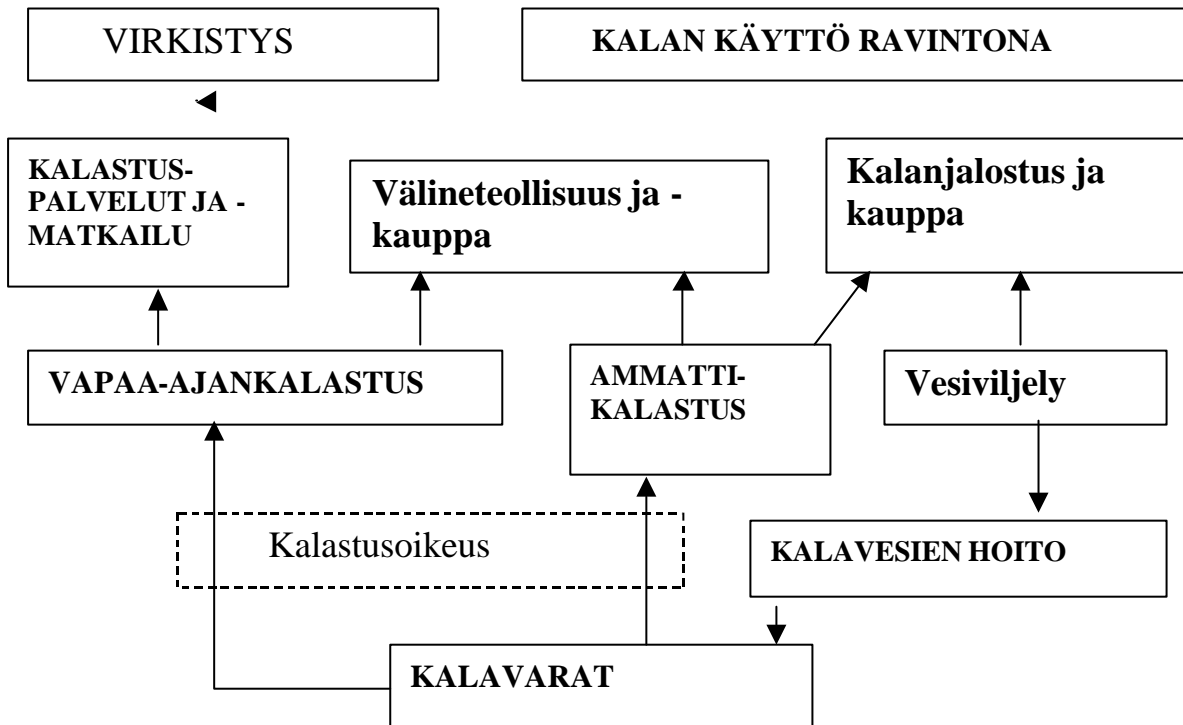 VIRKISTYS
KALAN KÄYTTÖ RAVINTONA
KALASTUS-
PALVELUT JA -
MATKAILU
Välineteollisuus ja -
kauppa
Kalanjalostus ja
kauppa
VAPAA-AJANKALASTUS
AMMATTI-
KALASTUS
Vesiviljely
Kalastusoikeus
KALAVESIEN HOITO
KALAVARAT